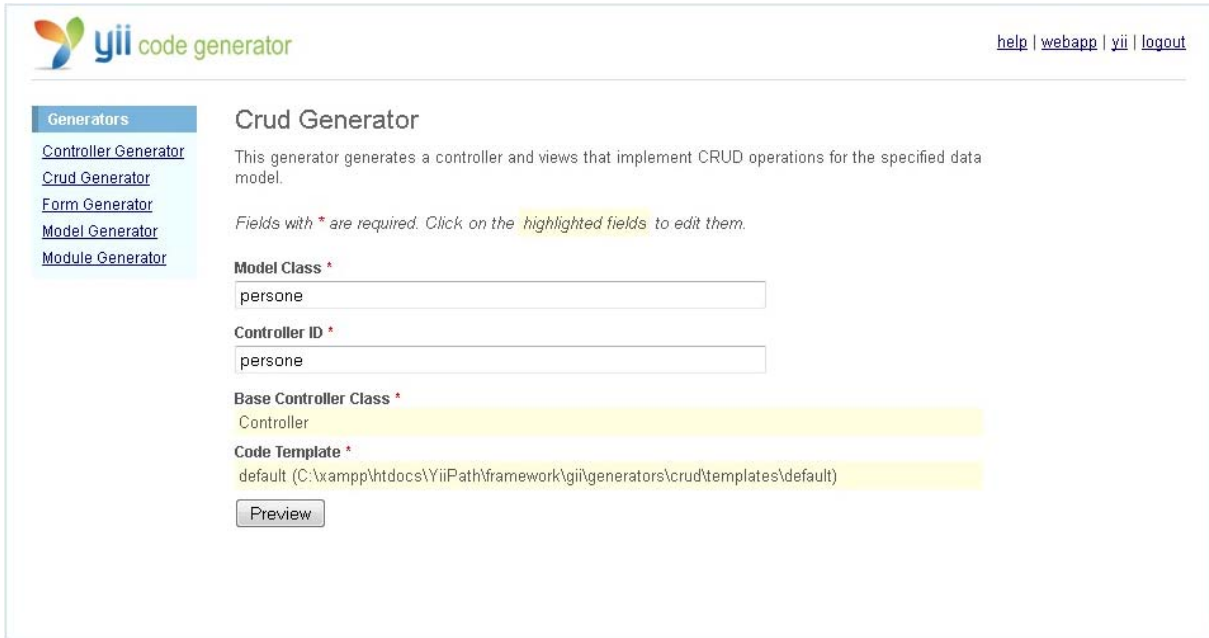 yii code generator
help | webapp | yii | logout
Generators
Controller Generator
Crud Generator
Form Generator
Model Generator
Module Generator
Crud Generator
This generator generates a controller and views that implement CRUD operations for the specified data
model.
Fields with * are required. Click on the highlighted fields to edit them.
Model Class *
persone
Controller ID *
persone
Base Controller Class *
Controller
Code Template *
default (C:\xampp\htdocs\YiiPath\framework\gii\generators\crud\templates\default)
Preview